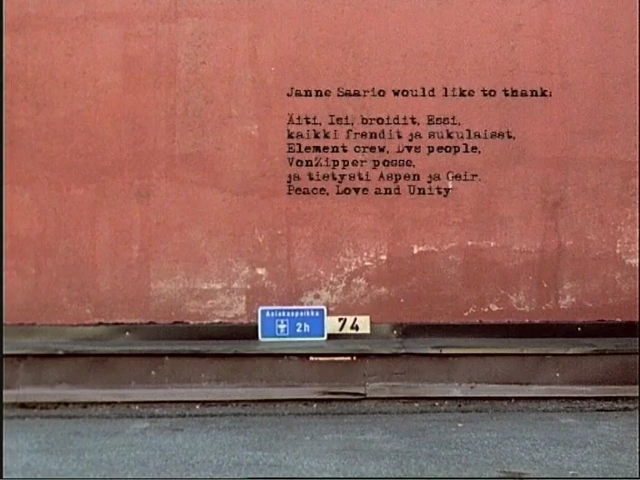 Janne Saario would like to thank:
Äiti, Isi, broidit, Essi,
kaikki frendit ja sukulaiset,
Element crew, Dvs people,
VonZipper posse,
ja tietysti Aspen ja Geir.
Peace, Love and Unity
Asiakaspaikka
2h
74